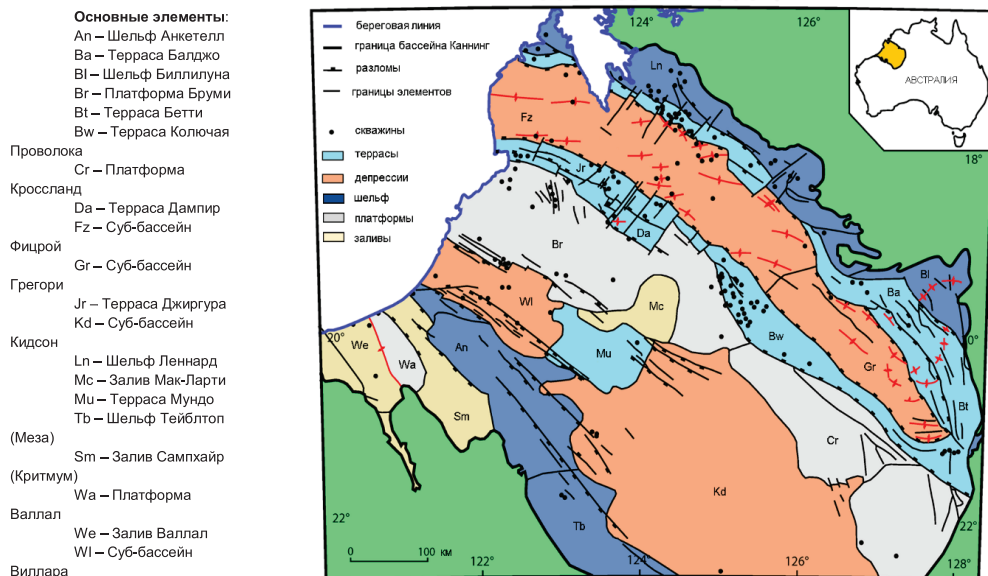 Основные элементы:
An – Шельф Анкетелл
Ba – Терраса Балджо
Bl – Шельф Биллилуна
Br – Платформа Бруми
Bt – Терраса Бетти
Bw – Терраса Колючая
Проволока
Cr – Платформа
Кроссланд
Da – Терраса Дампир
Fz – Суб-бассейн
Фицрой
Gr – Суб-бассейн
Грегори
Jr – Терраса Джиргура
Kd – Суб-бассейн
Кидсон
Ln – Шельф Леннард
Mc – Залив Мак-Ларти
Mu – Терраса Мундо
Tb – Шельф Тейблтоп
(Меза)
Sm – Залив Сампхайр
(Критмум)
Wa – Платформа
Валлал
We – Залив Валлал
Wl – Суб-бассейн
Виллара
береговая линия
граница бассейна Каннинг
разломы
границы элементов
скважины
террасы
депрессии
шельф
платформы
заливы
124°
126°
АВСТРАЛИЯ
18°
Ln
Fz
Jr
Da
Br
Bl
Ba
Mc
Wl
Bw
20°
0°
We
An
Wa
Mu
Gr
Bt
Sm
Cr
Kd
22°
Tb
22°
0
100 км
122°
124°
126°
128°